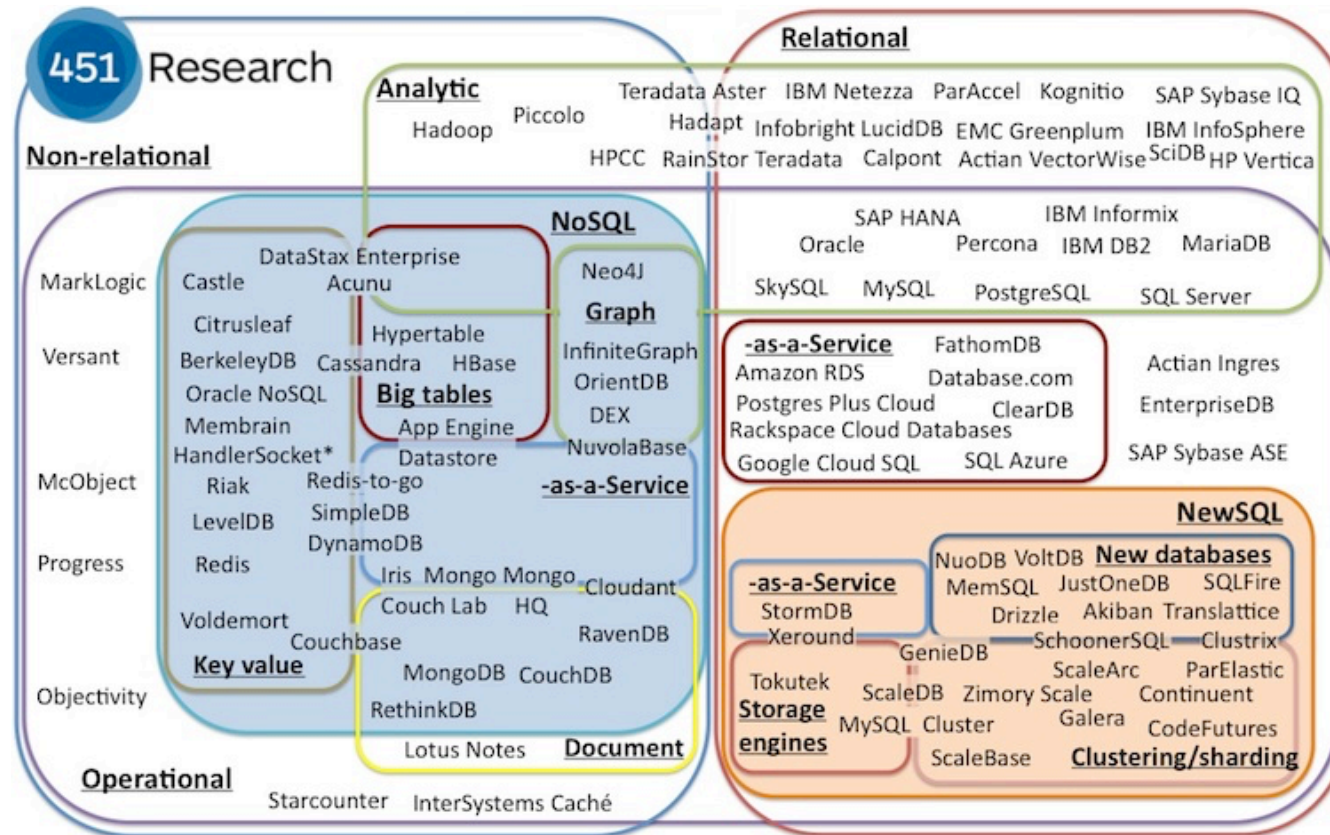 451 Research
Relational
Analytic
Teradata Aster IBM Netezza ParAccel Kognitio SAP Sybase IQ
Piccolo
Hadoop
Hadapt Infobright LucidDB EMC Greenplum IBM InfoSphere
Non-relational
HPCC RainStor Teradata Calpont Actian VectorWise SciDB HP Vertica
NoSQL
SAP HANA IBM Informix
Oracle Percona IBM DB2 MariaDB
DataStax Enterprise
MarkLogic Castle Acunu Neo4J
SkySQL MySQL PostgreSQL SQL Server
Citrusleaf Hypertable Graph
Versant BerkeleyDB Cassandra HBase InfiniteGraph
-as-a-Service FathomDB
Amazon RDS Database.com Actian Ingres
Oracle NoSQL Big tables OrientDB
Postgres Plus Cloud ClearDB EnterpriseDB
Membrain App Engine DEX
Rackspace Cloud Databases
HandlerSocket* Datastore NuvolaBase
Google Cloud SQL SQL Azure SAP Sybase ASE
McObject Riak Redis-to-go -as-a-Service
LevelDB SimpleDB
NewSQL
DynamoDB
Progress Redis
Iris Mongo Mongo Cloudant
NuoDB VoltDB New databases
-as-a-Service MemSQL JustOneDB SQLFire
Couch Lab HQ
StormDB Drizzle Akiban Translattice
Voldemort Couchbase RavenDB
Xeround GenieDB SchoonerSQL Clustrix
Key value MongoDB CouchDB
ScaleArc ParElastic
Objectivity
Tokutek ScaleDB Zimory Scale Continuent
RethinkDB
Storage engines MySQL Cluster Galera CodeFutures
Lotus Notes Document
ScaleBase Clustering/sharding
Operational
Starcounter InterSystems Caché